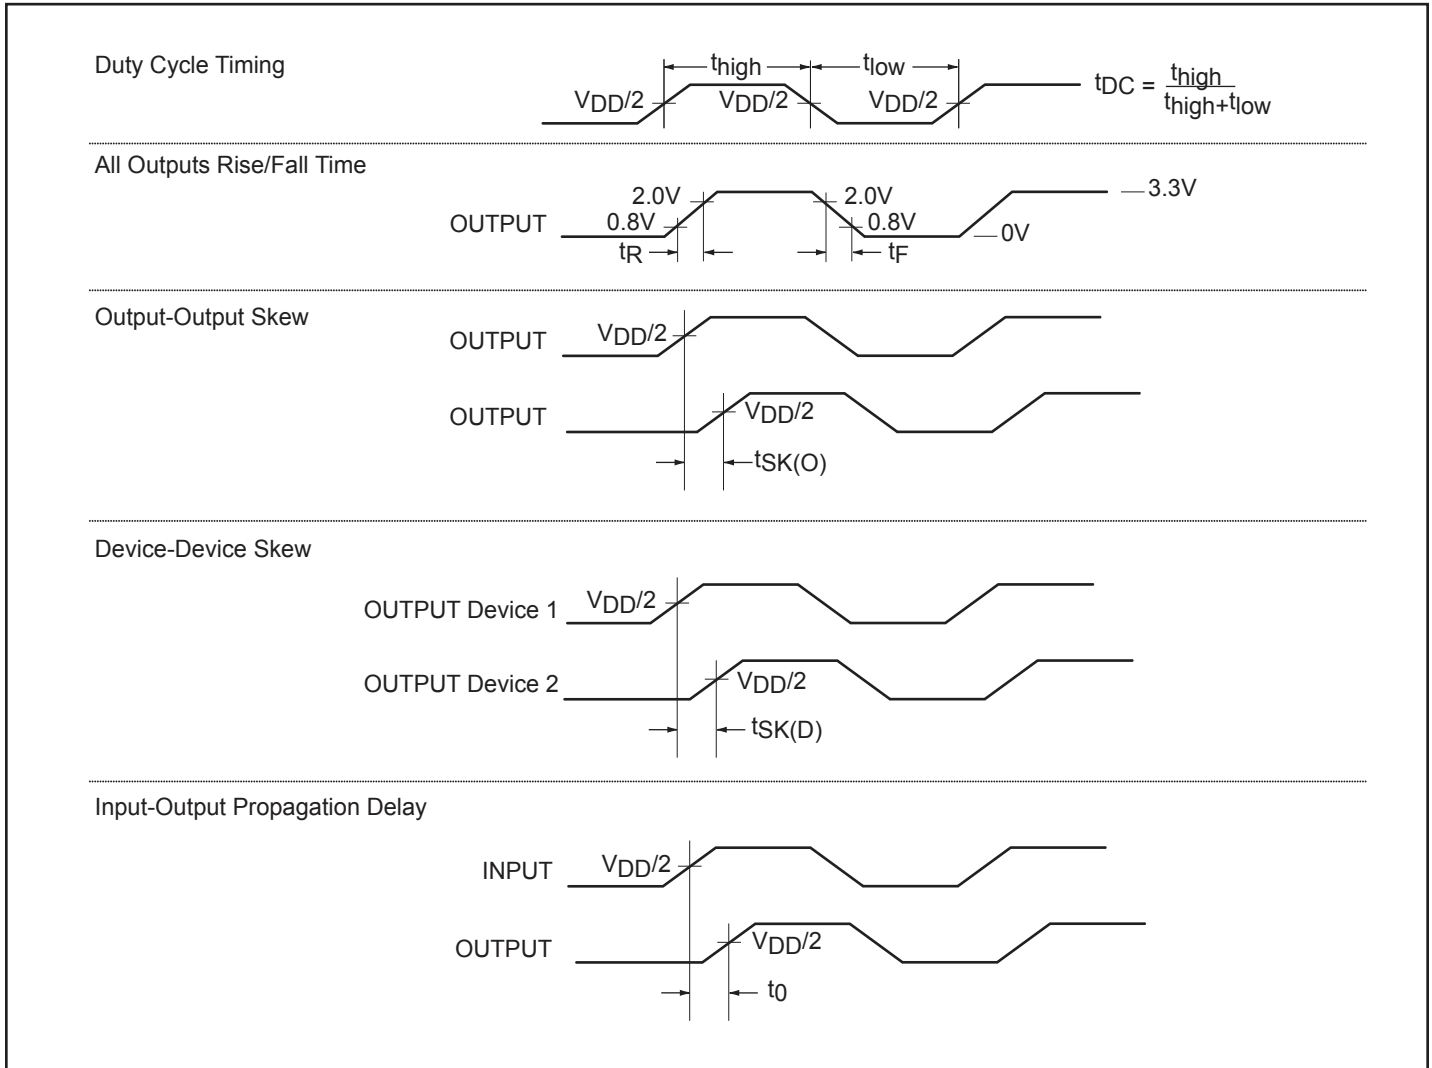 Duty Cycle Timing
thigh
tlow
VDD/2
VDD/2
VDD/2
tDC = thigh
thigh+tlow
All Outputs Rise/Fall Time
OUTPUT
2.0V
0.8V
2.0V
0.8V
3.3V
0V
tR
tF
Output-Output Skew
OUTPUT
VDD/2
OUTPUT
VDD/2
tSK(O)
Device-Device Skew
OUTPUT Device 1
VDD/2
OUTPUT Device 2
VDD/2
tSK(D)
Input-Output Propagation Delay
INPUT
VDD/2
OUTPUT
VDD/2
t0